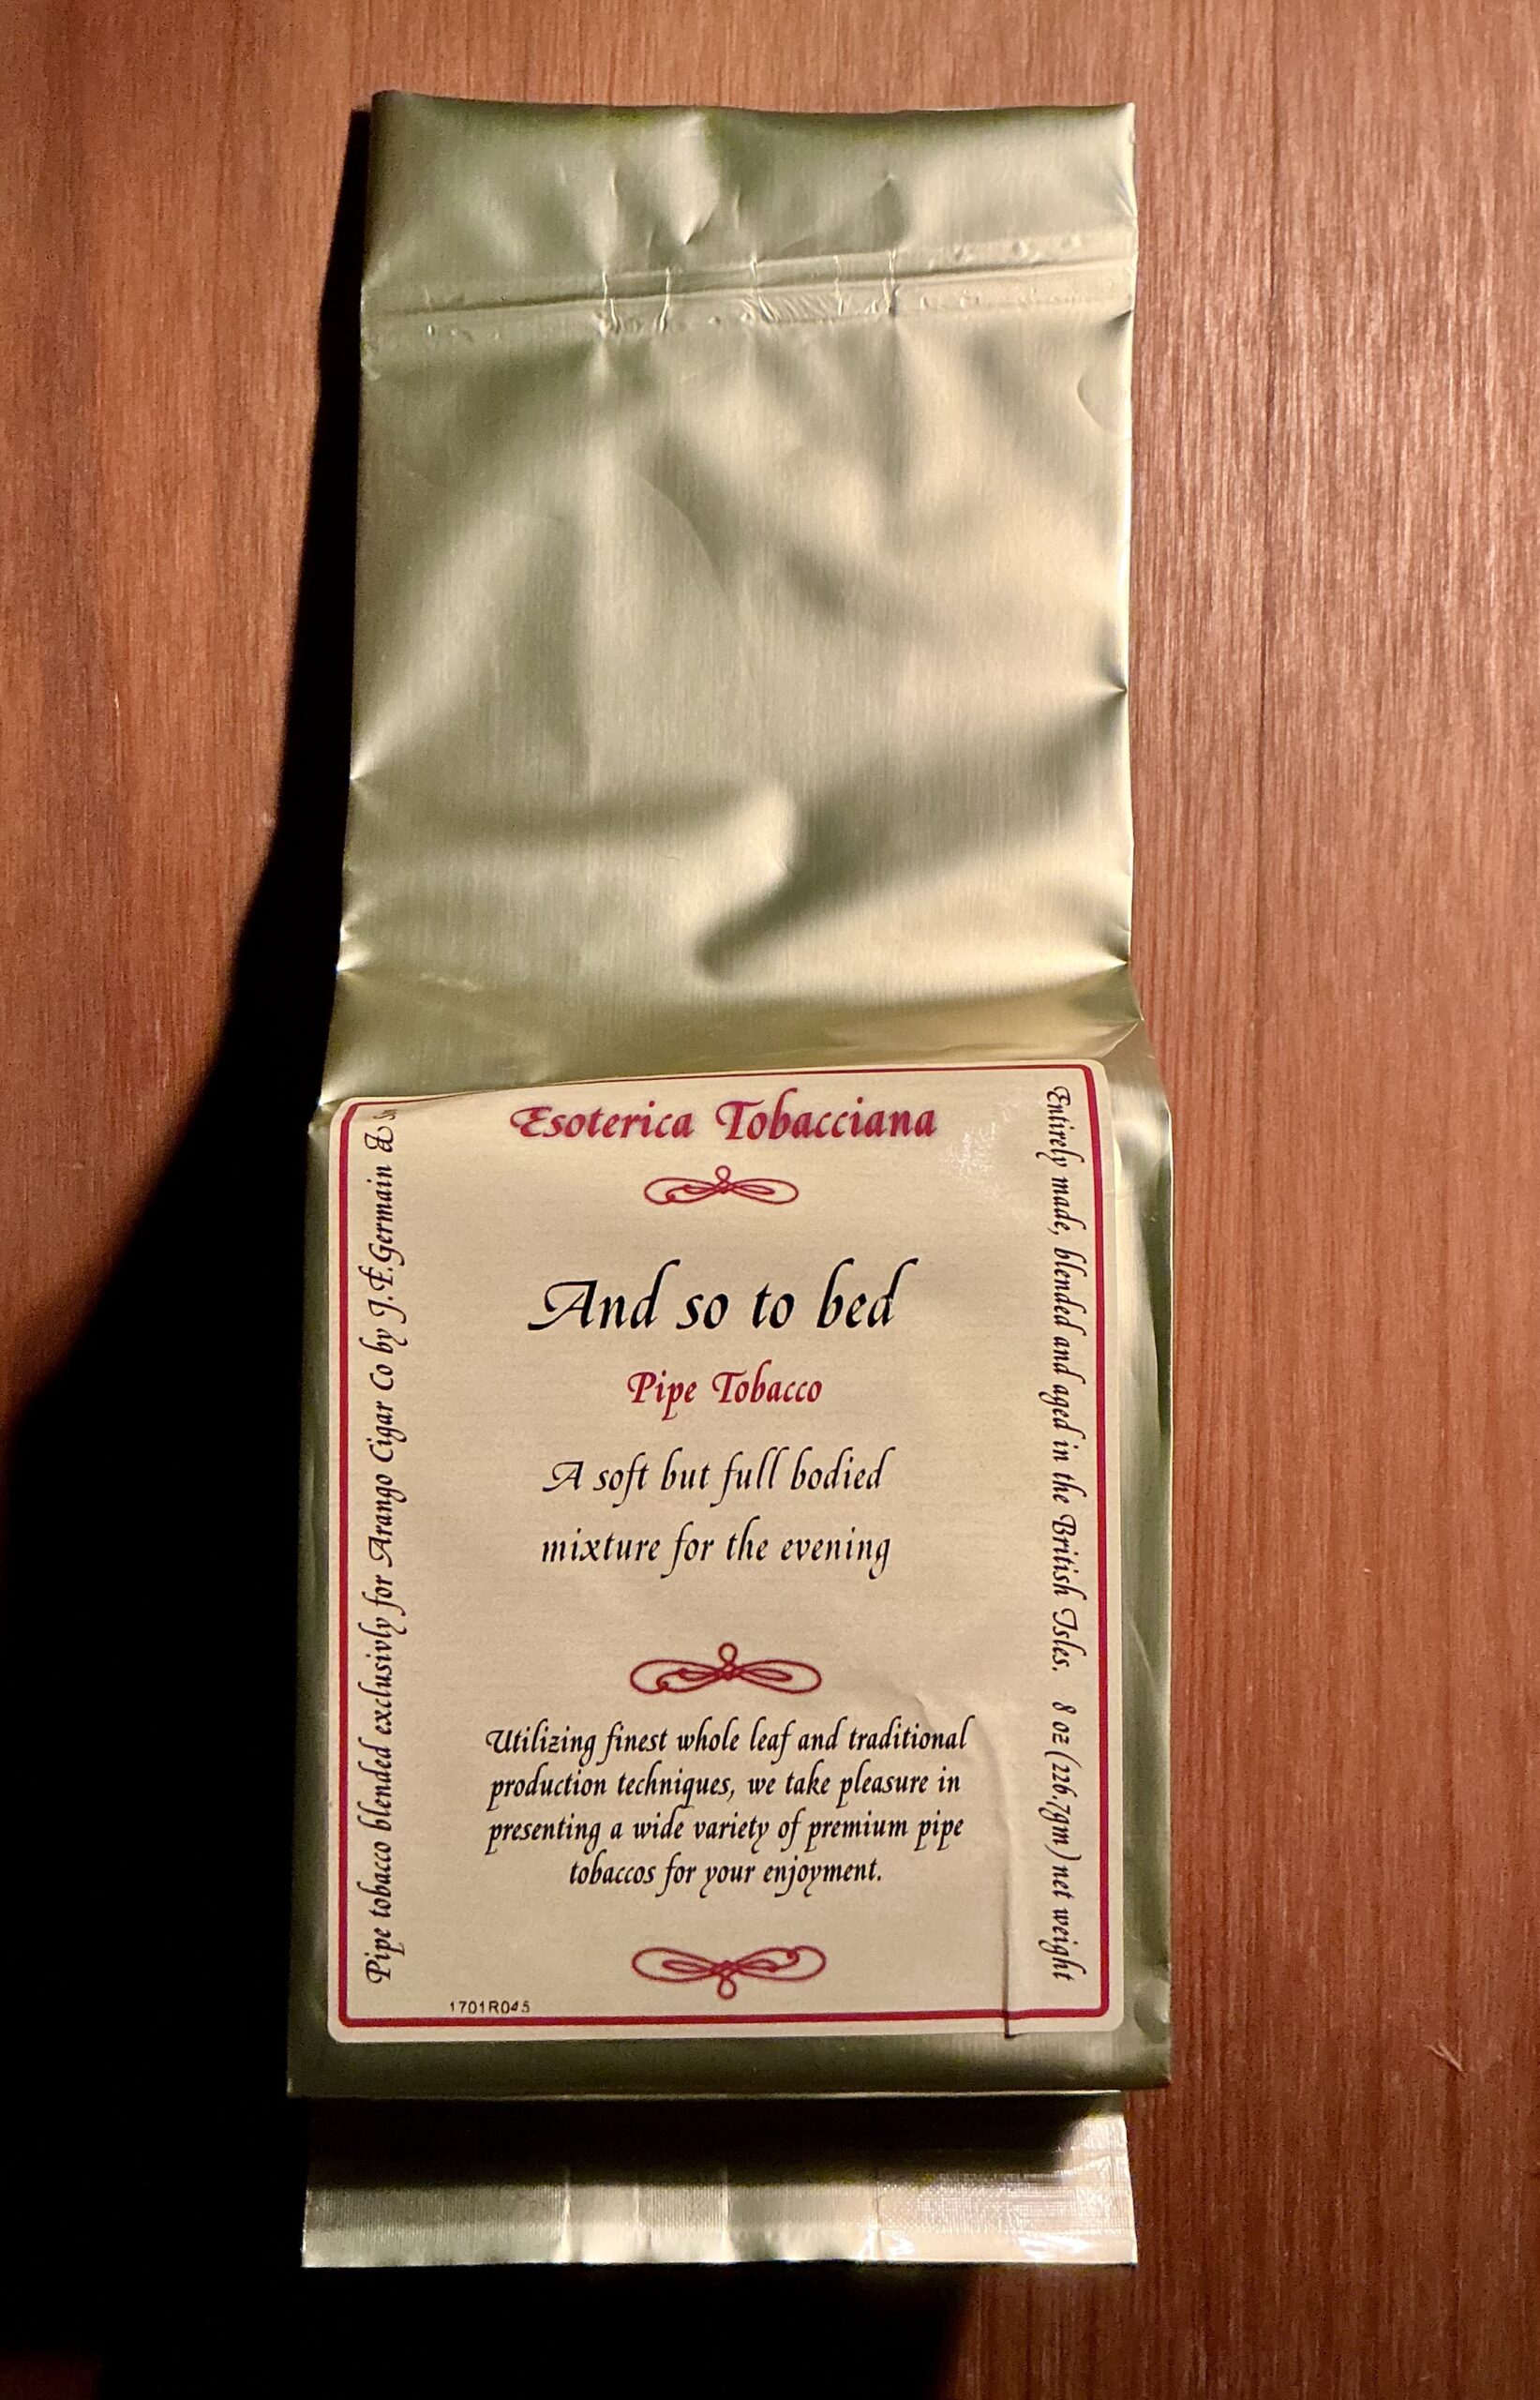 Esoterica Tobacciana
And so to bed
Pipe Tobacco
A soft but full bodied
mixture for the evening
Utilizing finest whole leaf and traditional
production techniques, we take pleasure in
presenting a wide variety of premium pipe
tobaccos for your enjoyment.
1701R045
Pipe tobacco blended exclusivly for Arango Cigar Co by J.F.Germain &
Entirely made, blended and aged in the British Isles. 8 oz (226.7gm) net weight